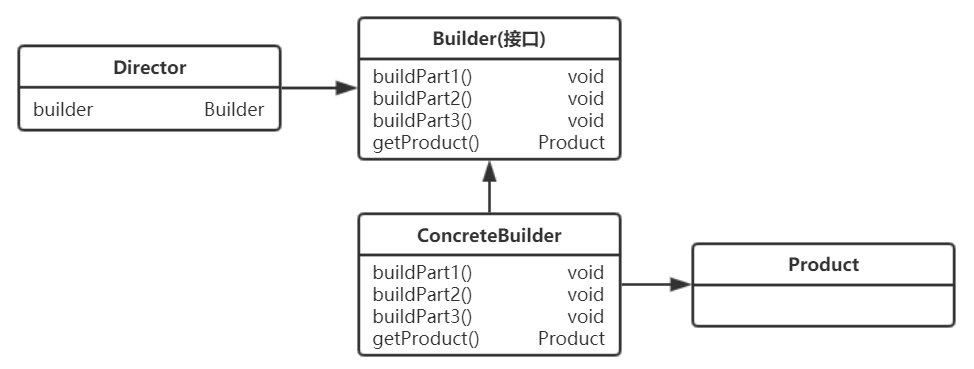 Director
builder Builder
Builder(接口)
buildPart1() void
buildPart2() void
buildPart3() void
getProduct() Product
ConcreteBuilder
buildPart1() void
buildPart2() void
buildPart3() void
getProduct() Product
Product